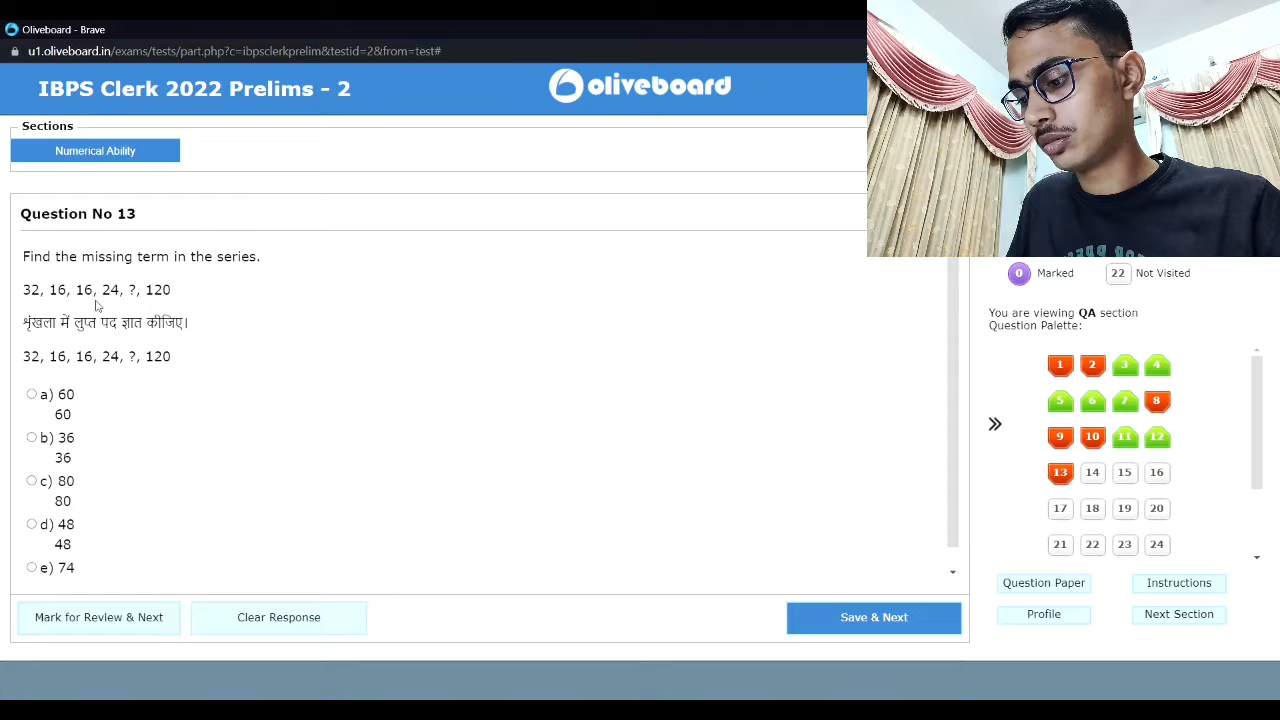 Oliveboard - Brave
u1.oliveboard.in/exams/tests/part.php?c=ibpsclerkprelim&testid=2&from=test#
IBPS Clerk 2022 Prelims - 2
oliveboard
Sections
Numerical Ability
Question No 13
Find the missing term in the series.
32, 16, 16, 24, ?, 120
शृंखला में लुप्त पद ज्ञात कीजिए।
32, 16, 16, 24, ?, 120
a) 60
60
b) 36
36
c) 80
80
d) 48
48
e) 74
Mark for Review & Next
Clear Response
Save & Next
0 Marked 22 Not Visited
You are viewing QA section
Question Palette:
1 2 3 4
5 6 7 8
9 10 11 12
13 14 15 16
17 18 19 20
21 22 23 24
Question Paper Instructions
Profile Next Section